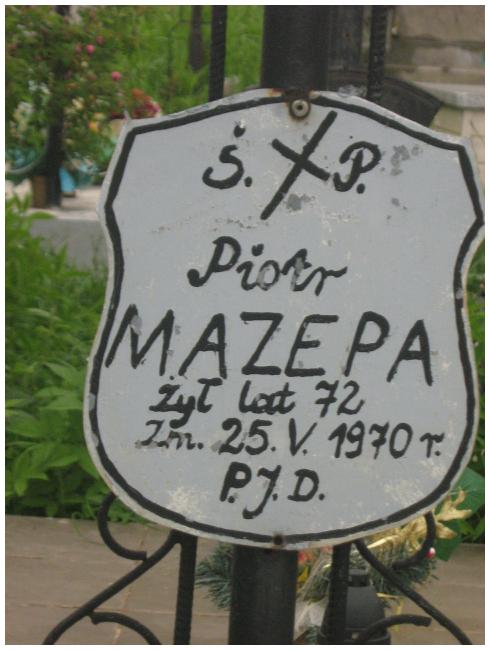 Ś. P.
Piotr
MAZEPA
żył lat 72
Zm. 25. V. 1970 r.
P. J. D.